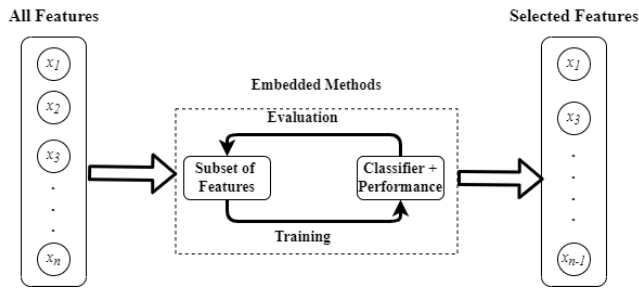 All Features
Selected Features
x1
x2
x3
xn
Embedded Methods
Evaluation
Subset of
Features
Classifier +
Performance
Training
x1
x3
xn-1